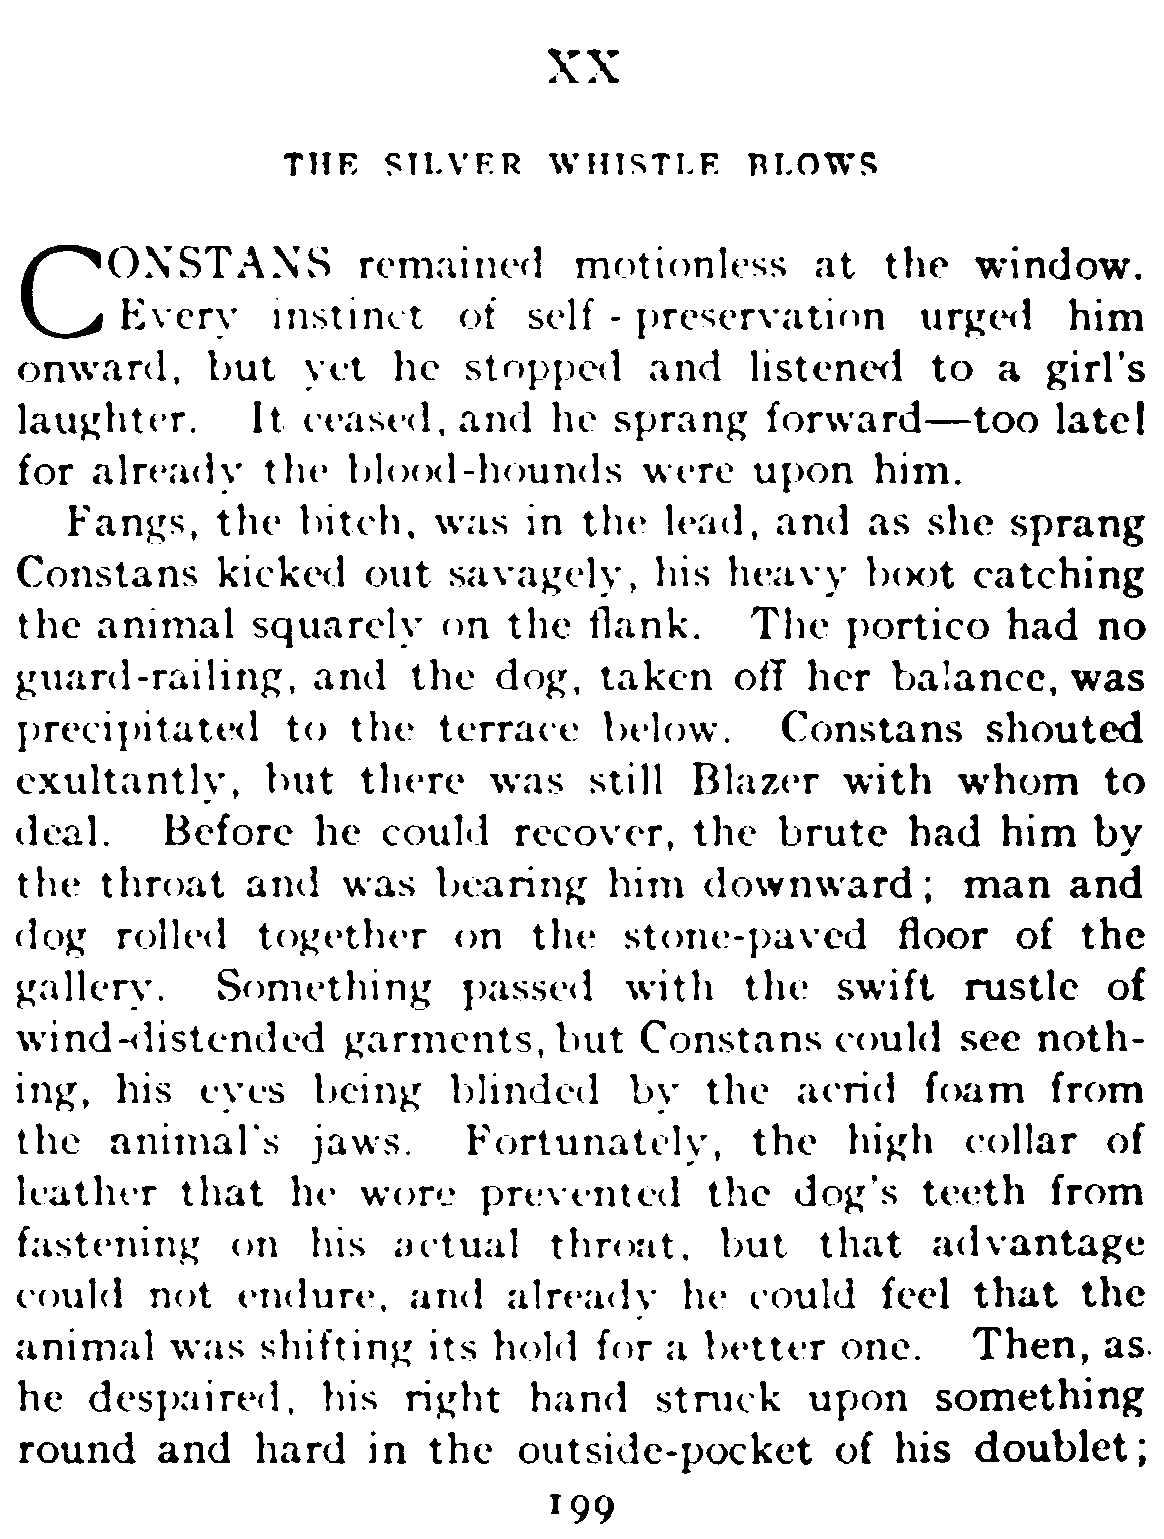 XX
THE SILVER WHISTLE BLOWS
CONSTANS remained motionless at the window.
Every instinct of self-preservation urged him
onward, but yet he stopped and listened to a girl's
laughter. It ceased, and he sprang forward—too late!
for already the blood-hounds were upon him.
Fangs, the bitch, was in the lead, and as she sprang
Constans kicked out savagely, his heavy boot catching
the animal squarely on the flank. The portico had no
guard-railing, and the dog, taken off her balance, was
precipitated to the terrace below. Constans shouted
exultantly, but there was still Blazer with whom to
deal. Before he could recover, the brute had him by
the throat and was bearing him downward; man and
dog rolled together on the stone-paved floor of the
gallery. Something passed with the swift rustle of
wind-distended garments, but Constans could see noth-
ing, his eyes being blinded by the acrid foam from
the animal's jaws. Fortunately, the high collar of
leather that he wore prevented the dog's teeth from
fastening on his actual throat, but that advantage
could not endure, and already he could feel that the
animal was shifting its hold for a better one. Then, as
he despaired, his right hand struck upon something
round and hard in the outside-pocket of his doublet;
199